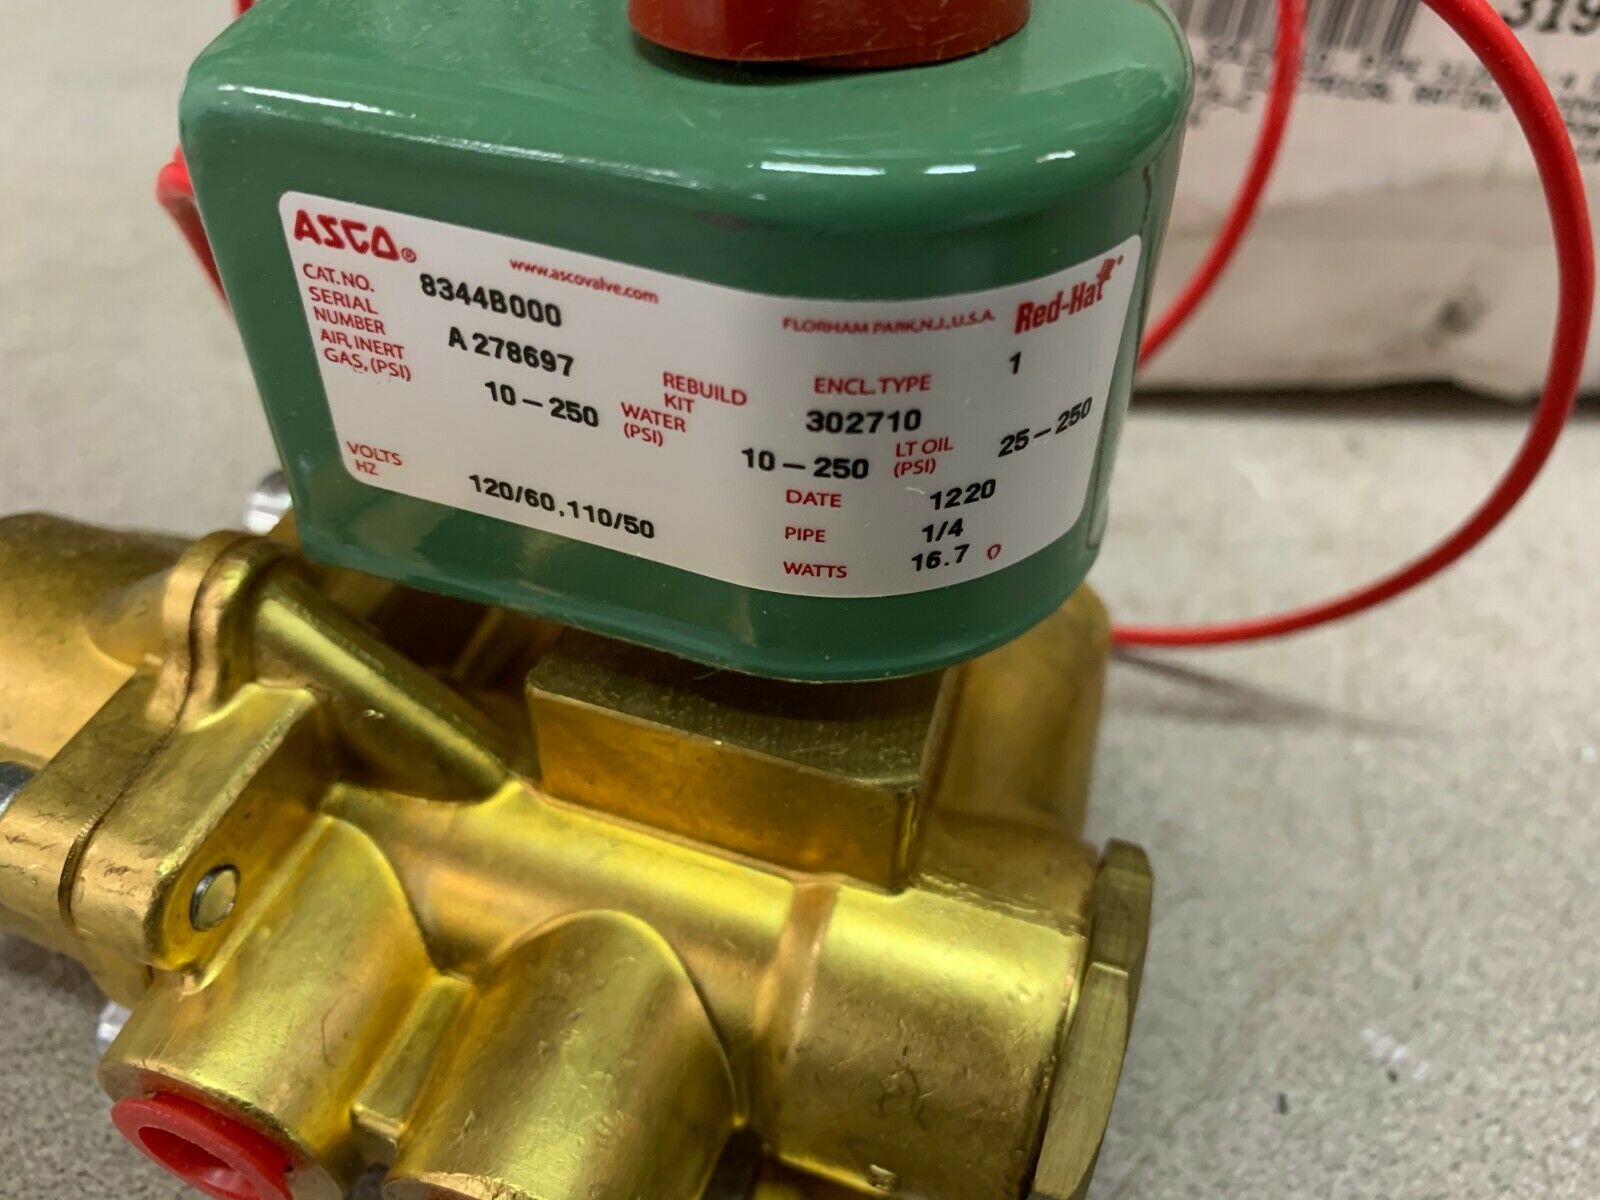 ASCO®
www.ascovalve.com
FLORHAM PARK,N.J.,U.S.A.
Red-Hat®
CAT.NO. 8344B000
SERIAL NUMBER A 278697
REBUILD KIT 302710
ENCL.TYPE 1
AIR, INERT GAS, (PSI) 10 - 250
WATER (PSI) 10 - 250
LT OIL (PSI) 25 - 250
VOLTS HZ 120/60,110/50
DATE 1220
PIPE 1/4
WATTS 16.7
319